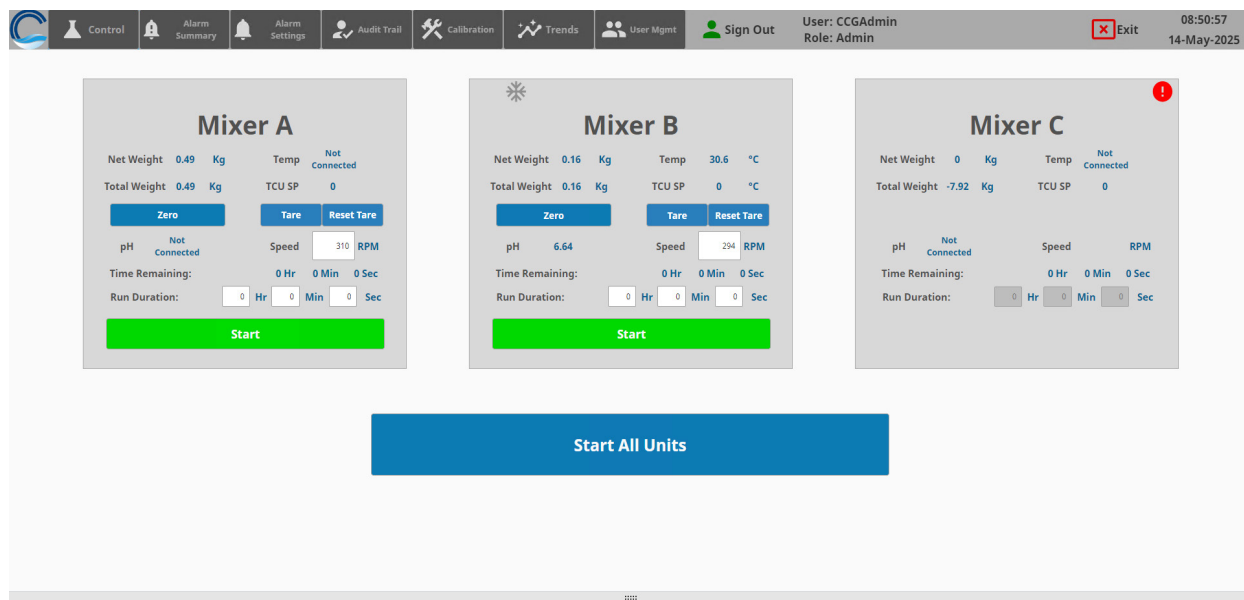 Control
Alarm Summary
Alarm Settings
Audit Trail
Calibration
Trends
User Mgmt
Sign Out
User: CCGAdmin
Role: Admin
Exit
08:50:57
14-May-2025
Mixer A
Net Weight 0.49 Kg Temp Not Connected
Total Weight 0.49 Kg TCU SP 0
Zero Tare Reset Tare
pH Not Connected Speed 310 RPM
Time Remaining: 0 Hr 0 Min 0 Sec
Run Duration: 0 Hr 0 Min 0 Sec
Start
Mixer B
Net Weight 0.16 Kg Temp 30.6 °C
Total Weight 0.16 Kg TCU SP 0 °C
Zero Tare Reset Tare
pH 6.64 Speed 294 RPM
Time Remaining: 0 Hr 0 Min 0 Sec
Run Duration: 0 Hr 0 Min 0 Sec
Start
Mixer C
Net Weight 0 Kg Temp Not Connected
Total Weight -7.92 Kg TCU SP 0
pH Not Connected Speed RPM
Time Remaining: 0 Hr 0 Min 0 Sec
Run Duration: 0 Hr 0 Min 0 Sec
Start All Units